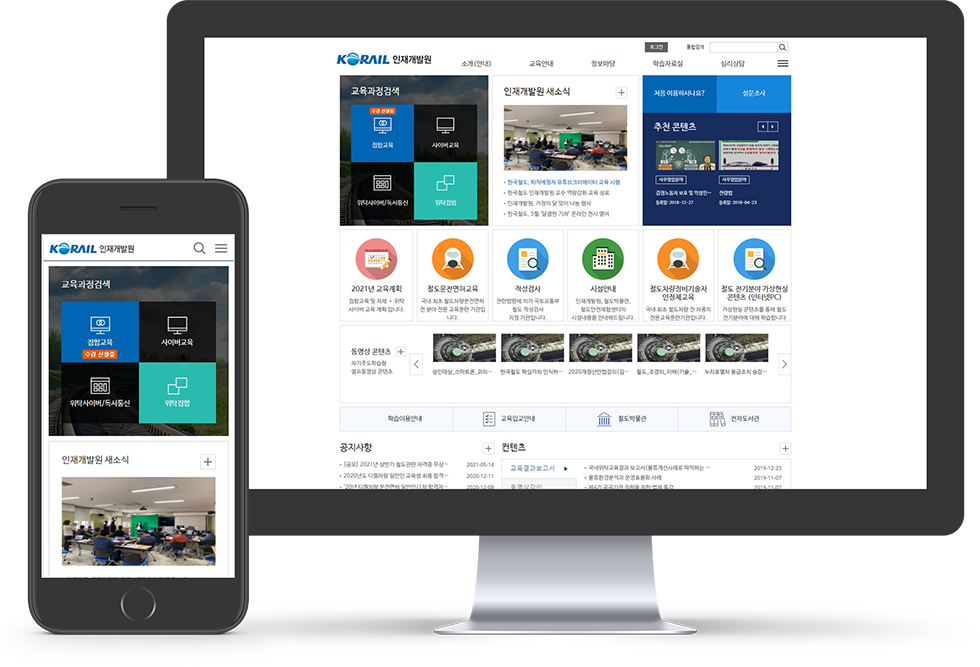 로그인
통합검색
KORAIL 인재개발원
소개(안내)
교육안내
정보마당
학습자료실
심리상담
교육과정검색
수강 신청중
집합교육
사이버교육
위탁사이버/독서통신
위탁집합
인재개발원 새소식
• 한국철도, 퇴직예정자 유튜브크리에이터 교육 시행
• 한국철도 인재개발원 교수 역량강화 교육 성료
• 인재개발원, 가정의 달 맞이 나눔 행사
• 한국철도, 5월 '달콤한 기차' 온라인 전시 열어
처음 이용하시나요?
설문조사
추천 콘텐츠
사무영업분야
감정노동자 보호 및 악성민···
등록일: 2018-12-27
사무영업분야
전결법
등록일: 2018-04-23
2021년 교육계획
집합교육 및 자체 • 위탁
사이버 교육 계획 입니다.
철도운전면허교육
국내 최초 철도차량운전면허
전 분야 전문 교육훈련 기관입
니다.
적성검사
관련법령에 의거 국토교통부
철도 적성검사
지정 기관입니다.
시설안내
인재개발원, 철도박물관,
철도안전체험센터의
시설내용을 안내해드립니다.
철도차량정비기술자
인정제교육
국내 최초 철도차량 전 차종의
전문교육훈련기관입니다.
철도 전기분야 가상현실
콘텐츠 (인터넷PC)
가상현실 콘텐츠를 통해 철도
전기분야에 대해 학습합니다
동영상 콘텐츠
자기주도학습형
셀프동영상 콘텐츠
성인대상_스마트폰_과의···
한국철도 핵심가치 인식하···
2020개정산안법강의(김···
철도_조경의_이해(기술_···
누리로열차 응급조치 승강···
학습이용안내
교육입교안내
철도박물관
전자도서관
공지사항
• [공모] 2021년 상반기 철도관련 자격증 무상··· 2021-05-14
• 2020년도 디젤차량 일반인 교육생 최종 합격··· 2020-12-11
• '20년 디젤차량 운전면허 일반인(1차 합격자··· 2020-12-08
컨텐츠
교육결과보고서
동영상강의
• 국내위탁교육결과 보고서(물류개선사례로 파악하는 ··· 2019-12-23
• 물류환경분석과 운영효율화 사례 2019-11-07
• 제4기 공공기관 직원을 위한 법제 특강 2019-11-07
KORAIL 인재개발원
교육과정검색
집합교육
수강 신청중
사이버교육
위탁사이버/독서통신
위탁집합
인재개발원 새소식